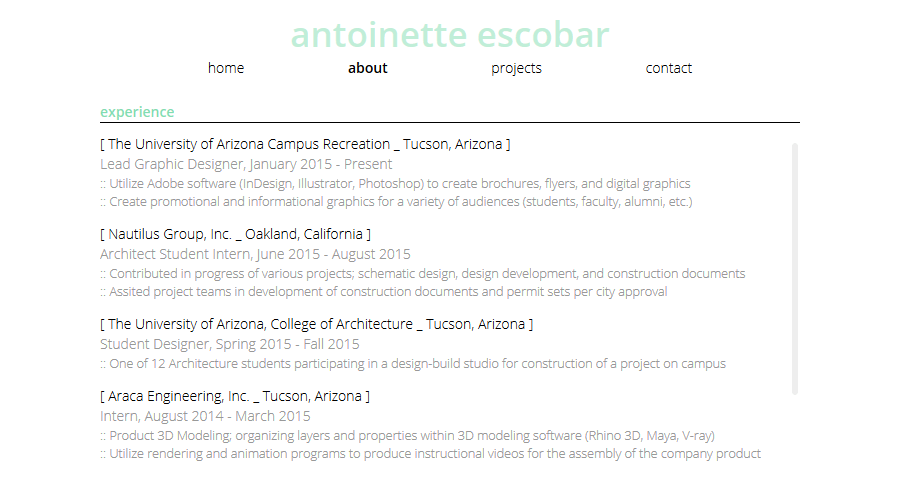 antoinette escobar
home about projects contact
experience
[ The University of Arizona Campus Recreation _ Tucson, Arizona ]
Lead Graphic Designer, January 2015 - Present
:: Utilize Adobe software (InDesign, Illustrator, Photoshop) to create brochures, flyers, and digital graphics
:: Create promotional and informational graphics for a variety of audiences (students, faculty, alumni, etc.)
[ Nautilus Group, Inc. _ Oakland, California ]
Architect Student Intern, June 2015 - August 2015
:: Contributed in progress of various projects; schematic design, design development, and construction documents
:: Assited project teams in development of construction documents and permit sets per city approval
[ The University of Arizona, College of Architecture _ Tucson, Arizona ]
Student Designer, Spring 2015 - Fall 2015
:: One of 12 Architecture students participating in a design-build studio for construction of a project on campus
[ Araca Engineering, Inc. _ Tucson, Arizona ]
Intern, August 2014 - March 2015
:: Product 3D Modeling; organizing layers and properties within 3D modeling software (Rhino 3D, Maya, V-ray)
:: Utilize rendering and animation programs to produce instructional videos for the assembly of the company product